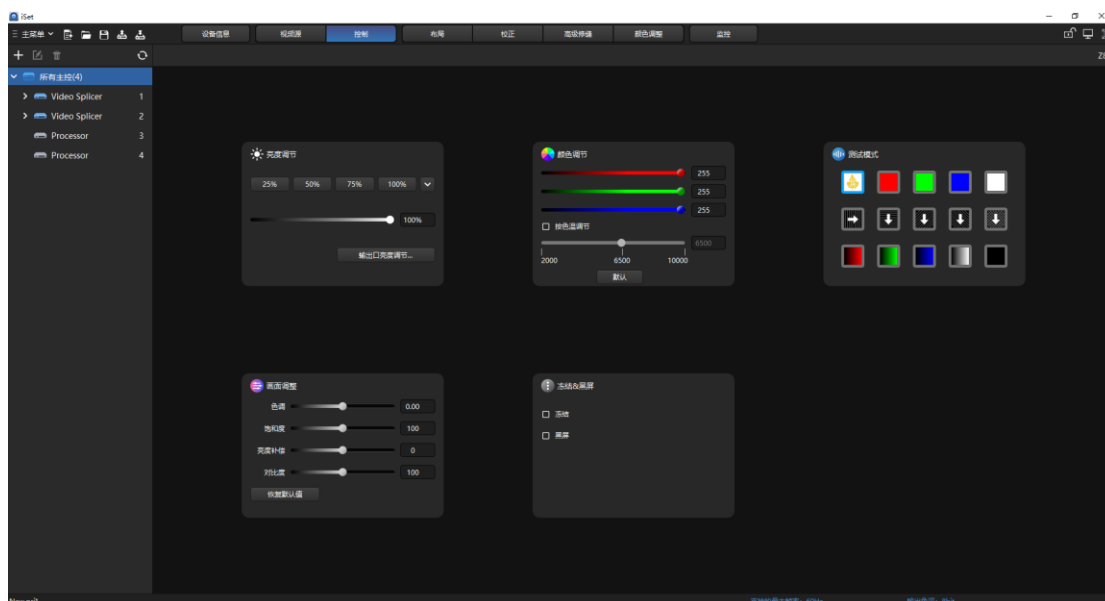 iSet
主菜单
设备信息 视频源 控制 布局 校正 高级修缝 颜色调整 监控
所有主控(4)
Video Splicer 1
Video Splicer 2
Processor 3
Processor 4
亮度调节
25% 50% 75% 100%
100%
输出口亮度调节...
颜色调节
255
255
255
按色温调节
6500
2000 6500 10000
默认
测试模式
画面调整
色调 0.00
饱和度 100
亮度补偿 0
对比度 100
恢复默认值
冻结&黑屏
冻结
黑屏